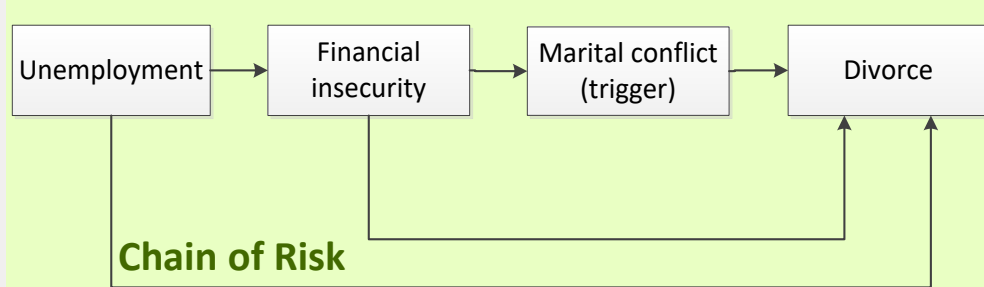 Unemployment
Financial
insecurity
Marital conflict
(trigger)
Divorce
Chain of Risk